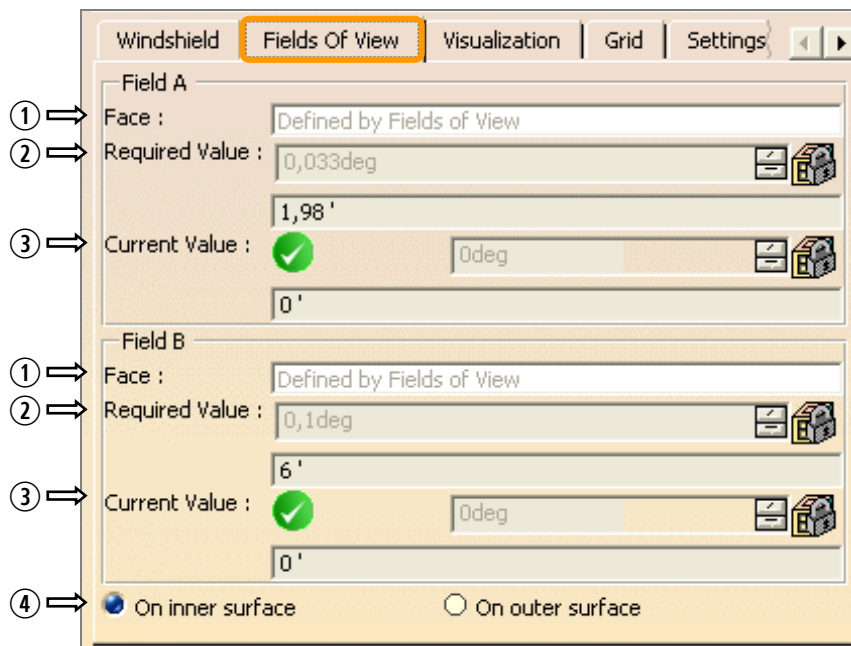 Windshield Fields Of View Visualization Grid Settings
Field A
① Face : Defined by Fields of View
② Required Value : 0,033deg
1,98 '
③ Current Value : 0deg
0 '
Field B
① Face : Defined by Fields of View
② Required Value : 0,1deg
6 '
③ Current Value : 0deg
0 '
④ On inner surface On outer surface